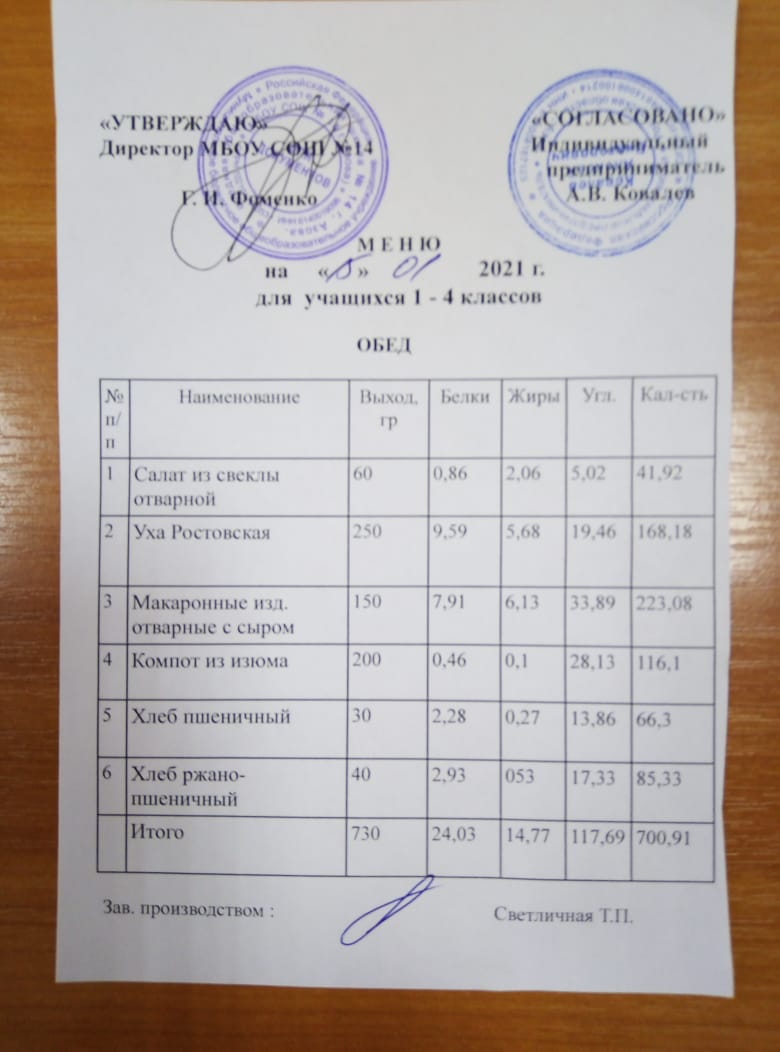 «УТВЕРЖДАЮ»
Директор МБОУ СОШ №14
Г. И. Фоменко
«СОГЛАСОВАНО»
Индивидуальный
предприниматель
А.В. Ковалев
М Е Н Ю
на «15» 01 2021 г.
для учащихся 1 - 4 классов
ОБЕД
№ п/п Наименование Выход, гр Белки Жиры Угл. Кал-сть
1 Салат из свеклы отварной 60 0,86 2,06 5,02 41,92
2 Уха Ростовская 250 9,59 5,68 19,46 168,18
3 Макаронные изд. отварные с сыром 150 7,91 6,13 33,89 223,08
4 Компот из изюма 200 0,46 0,1 28,13 116,1
5 Хлеб пшеничный 30 2,28 0,27 13,86 66,3
6 Хлеб ржано-пшеничный 40 2,93 053 17,33 85,33
Итого 730 24,03 14,77 117,69 700,91
Зав. производством : Светличная Т.П.